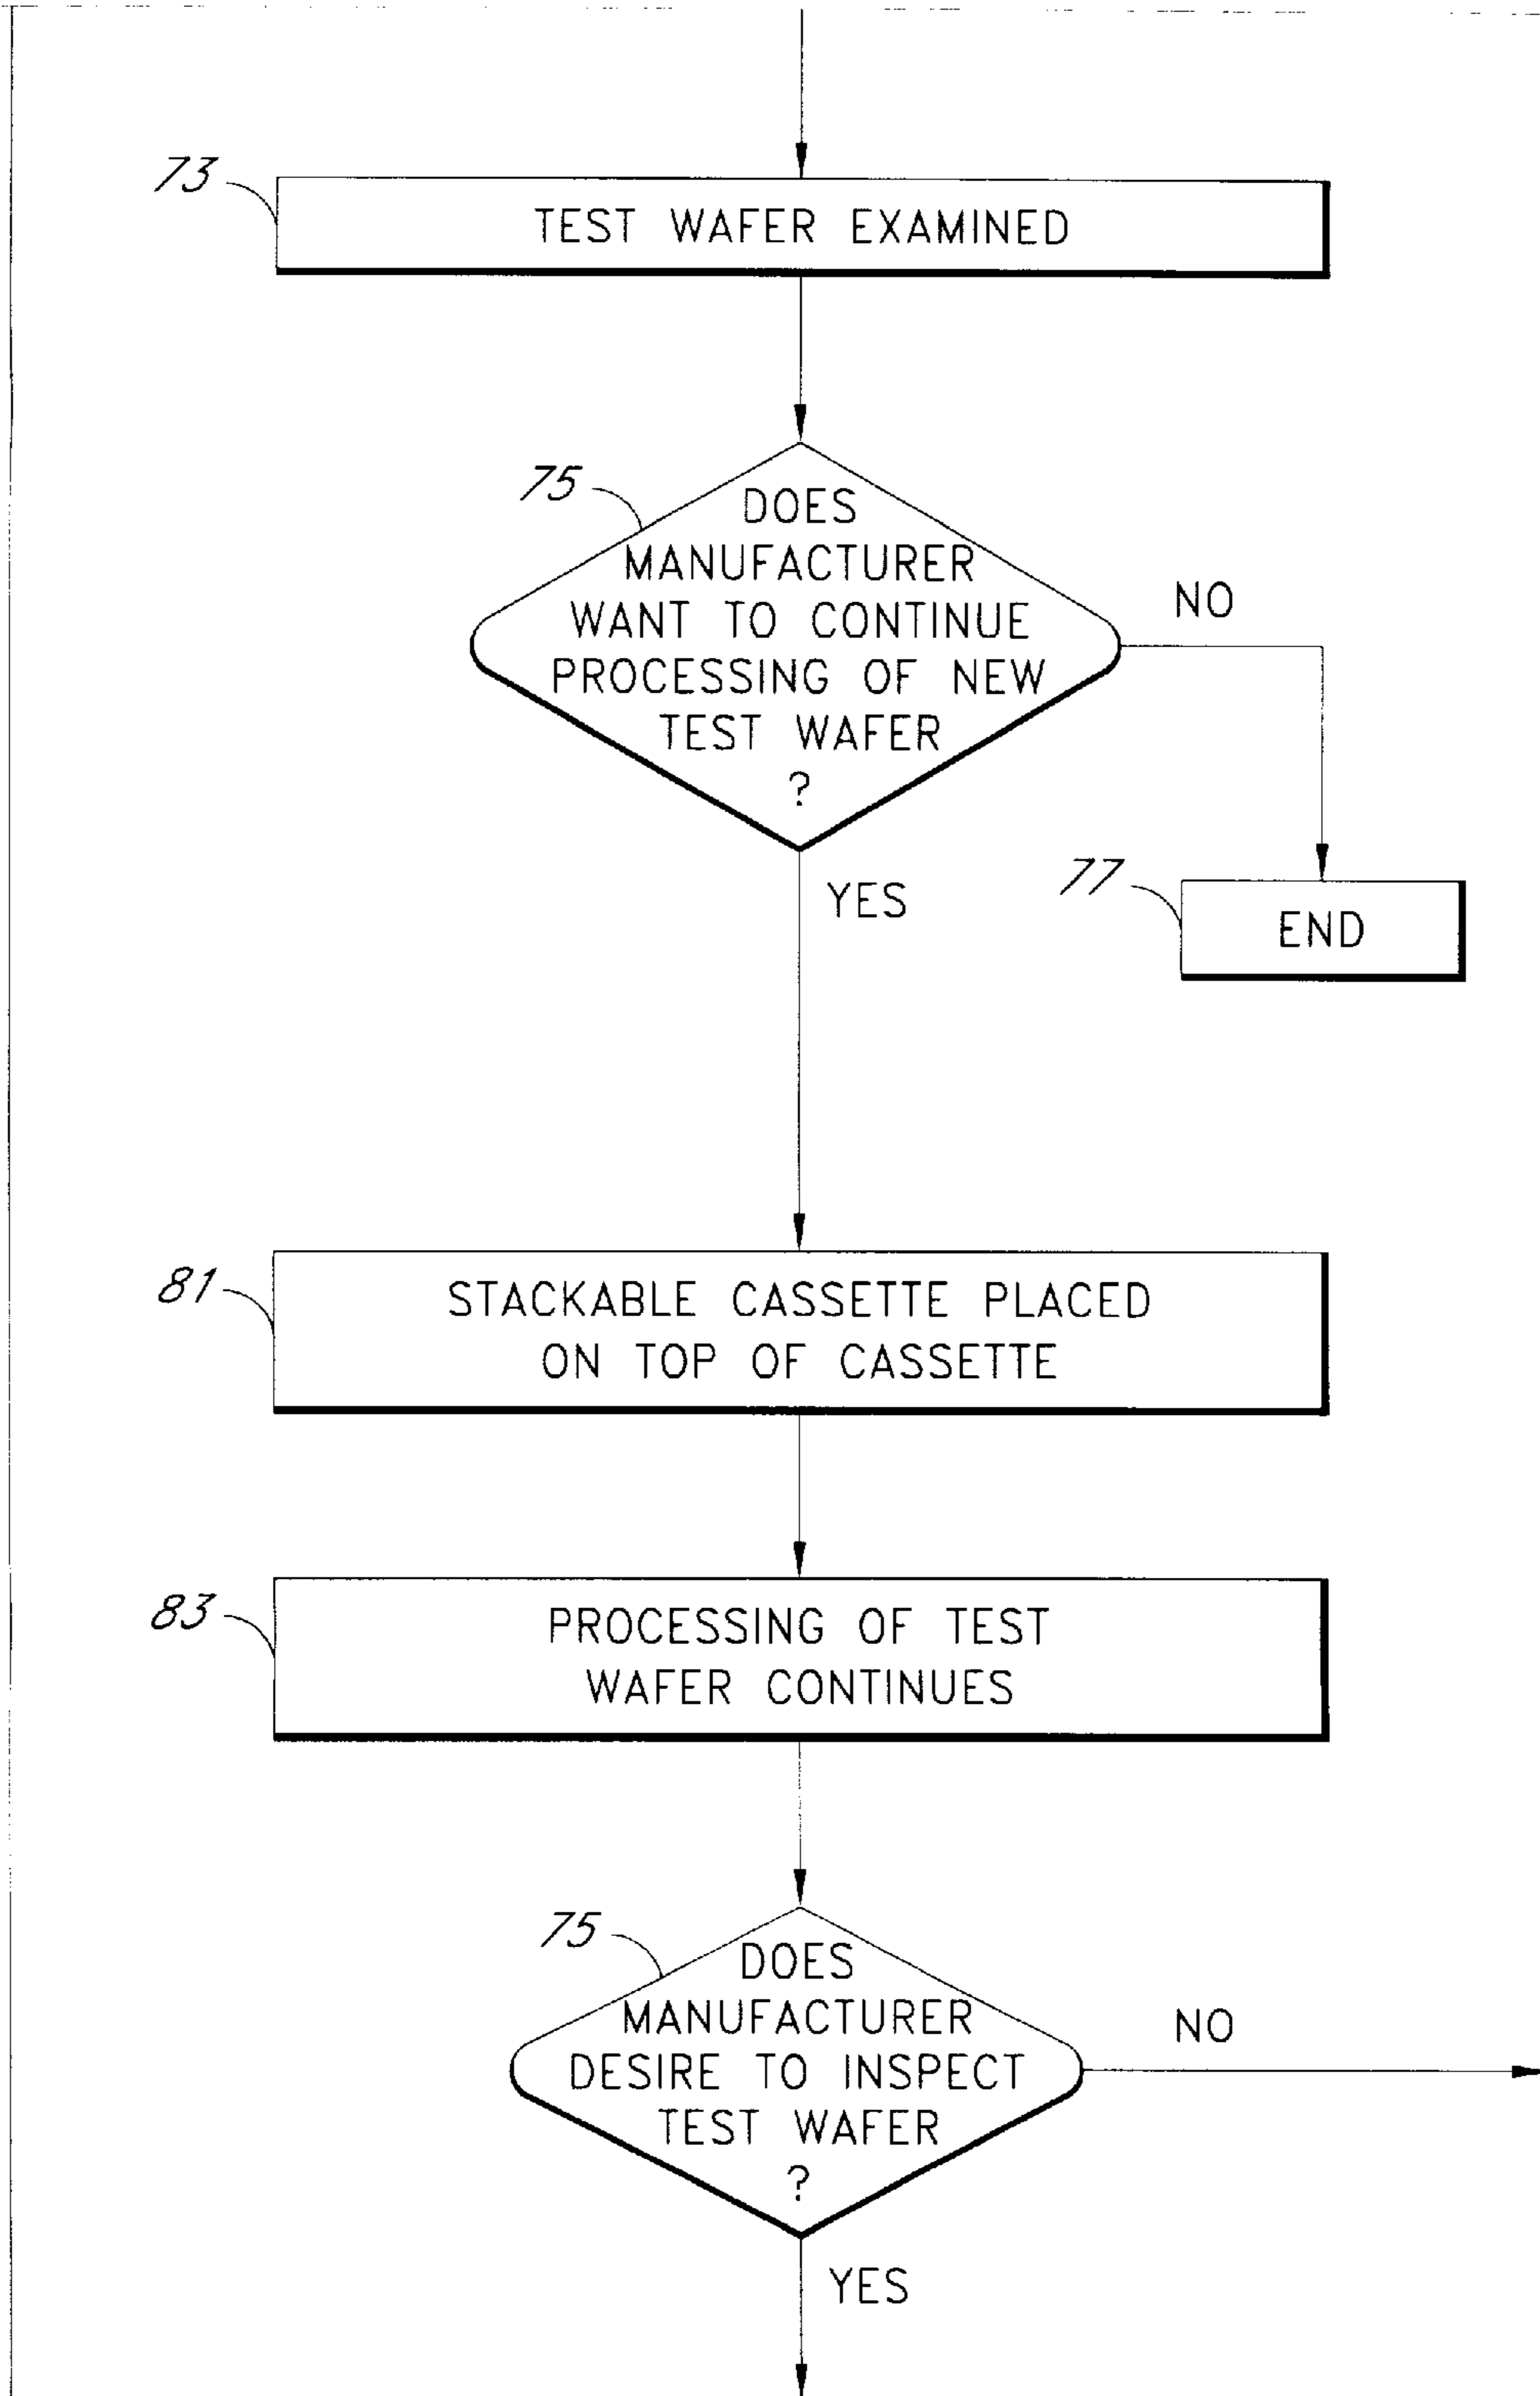 73
TEST WAFER EXAMINED
75
DOES
MANUFACTURER
WANT TO CONTINUE
PROCESSING OF NEW
TEST WAFER
?
NO
YES
77
END
81
STACKABLE CASSETTE PLACED
ON TOP OF CASSETTE
83
PROCESSING OF TEST
WAFER CONTINUES
75
DOES
MANUFACTURER
DESIRE TO INSPECT
TEST WAFER
?
NO
YES